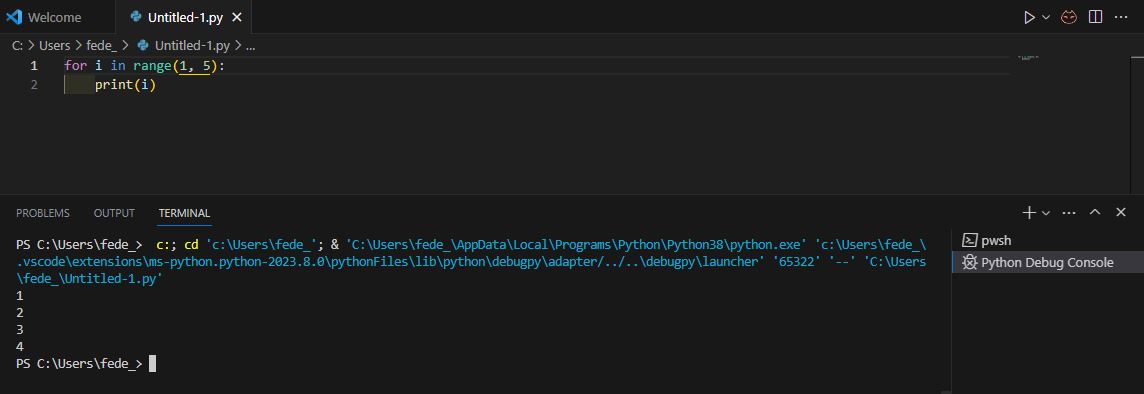 Welcome
Untitled-1.py
C: > Users > fede_ > Untitled-1.py > ...
1 for i in range(1, 5):
2 print(i)
PROBLEMS OUTPUT TERMINAL
PS C:\Users\fede_> c:; cd 'c:\Users\fede_'; & 'C:\Users\fede_\AppData\Local\Programs\Python\Python38\python.exe' 'c:\Users\fede_\
.vscode\extensions\ms-python.python-2023.8.0\pythonFiles\lib\python\debugpy\adapter/../..\debugpy\launcher' '65322' '--' 'C:\Users
\fede_\Untitled-1.py'
1
2
3
4
PS C:\Users\fede_>
pwsh
Python Debug Console